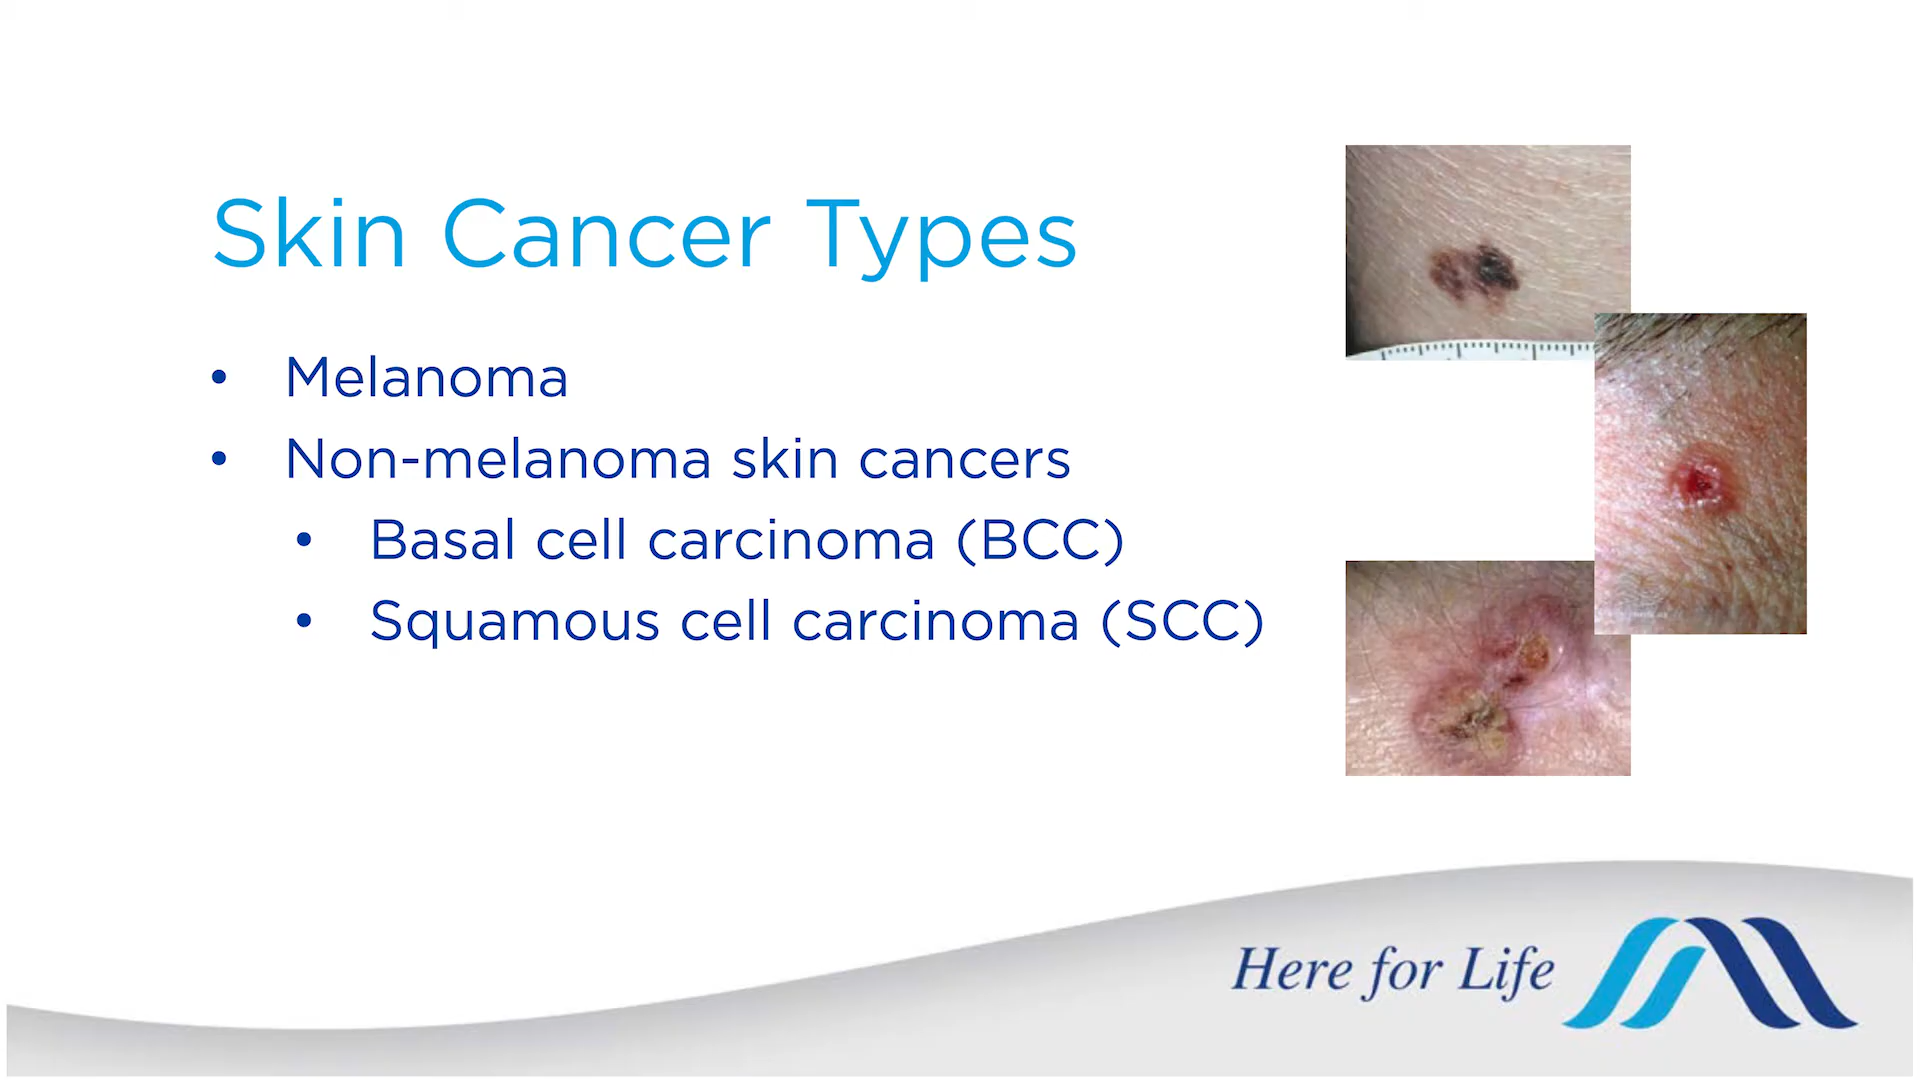 Skin Cancer Types
• Melanoma
• Non-melanoma skin cancers
• Basal cell carcinoma (BCC)
• Squamous cell carcinoma (SCC)
Here for Life